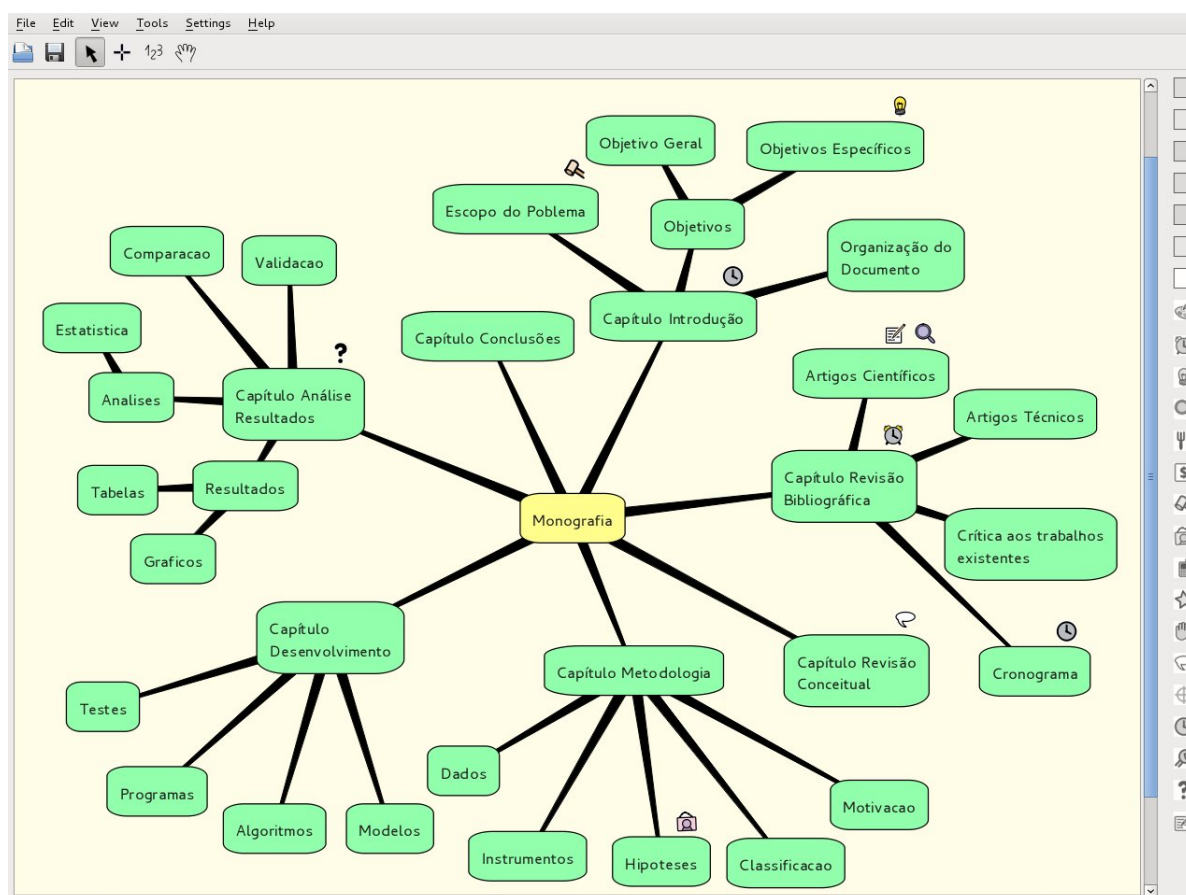 File Edit View Tools Settings Help
123
Objetivo Geral
Objetivos Específicos
Escopo do Poblema
Objetivos
Organização do
Documento
Comparacao
Validacao
Capítulo Introdução
Capítulo Conclusões
Estatistica
Artigos Científicos
Analises
Capítulo Análise
Resultados
Artigos Técnicos
Capítulo Revisão
Bibliográfica
Tabelas
Resultados
Monografia
Crítica aos trabalhos
existentes
Graficos
Capítulo
Desenvolvimento
Capítulo Metodologia
Capítulo Revisão
Conceitual
Cronograma
Testes
Dados
Programas
Motivacao
Algoritmos
Modelos
Instrumentos
Hipoteses
Classificacao